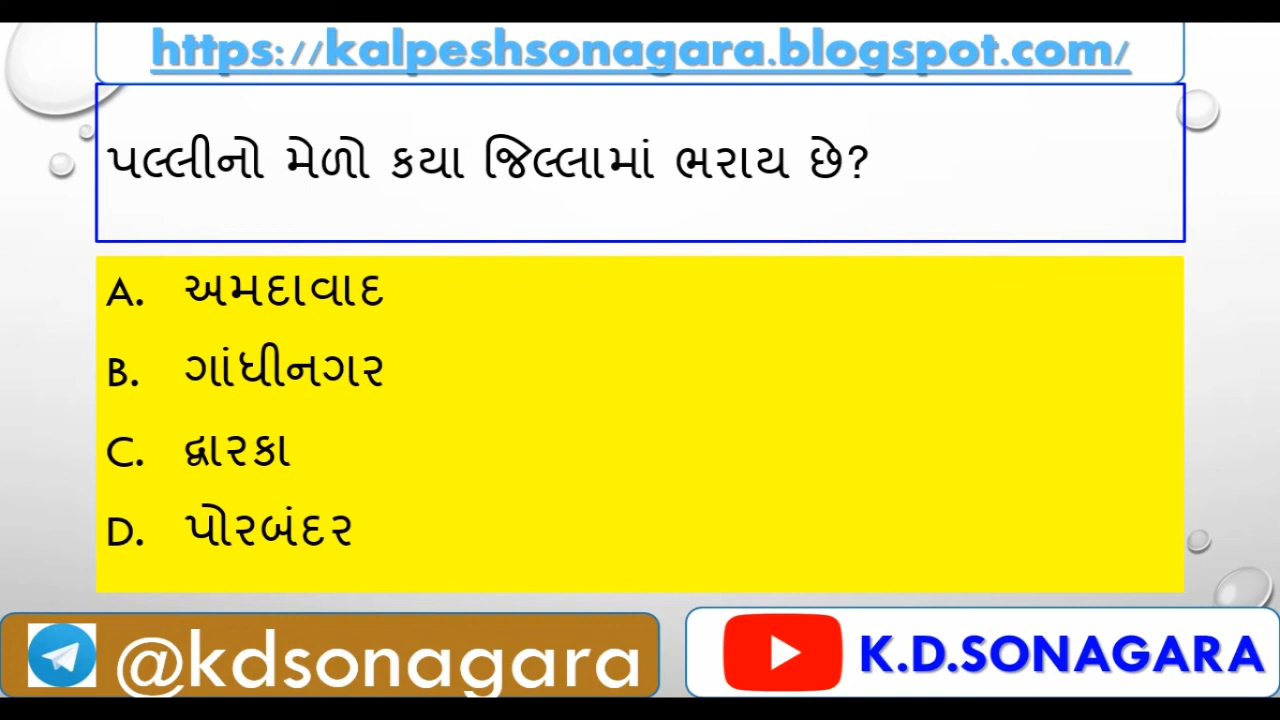 https://kalpeshsonagara.blogspot.com/
પલ્લીનો મેળો કયા જિલ્લામાં ભરાય છે?
A. અમદાવાદ
B. ગાંધીનગર
C. દ્વારકા
D. પોરબંદર
@kdsonagara
K.D.SONAGARA